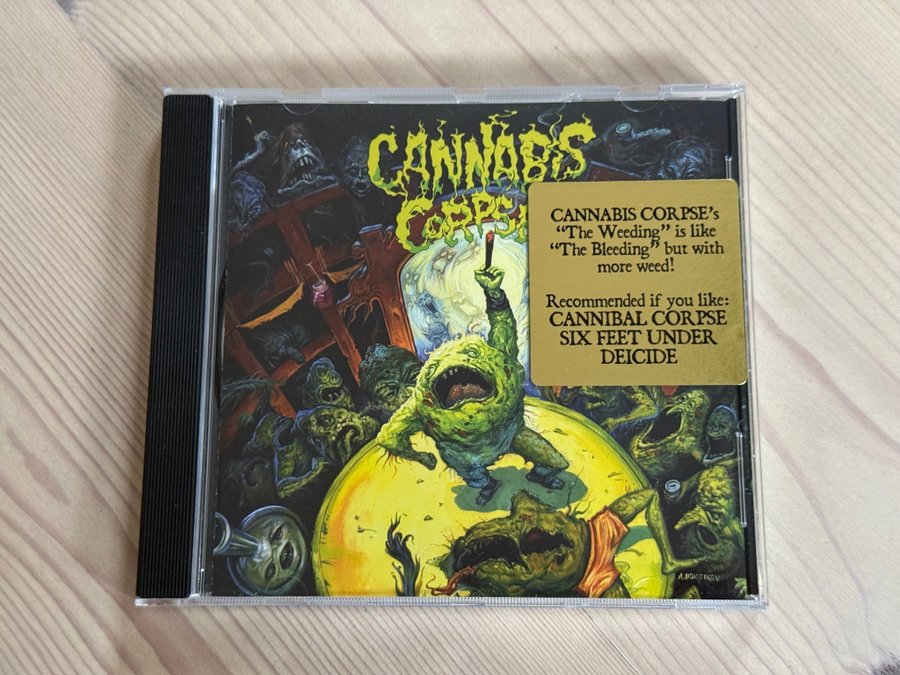 CANNABIS
CORPSE
CANNABIS CORPSE's
"The Weeding" is like
"The Bleeding" but with
more weed!
Recommended if you like:
CANNIBAL CORPSE
SIX FEET UNDER
DEICIDE